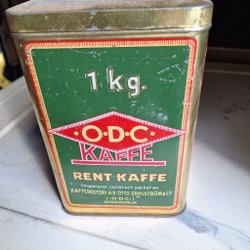 1 kg.
·O·D·C·
KAFFE
RENT KAFFE
KAFFEROSTERI A.B. OTTO DAHLSTRÖM & CO
(·O·D·C·)
STOCKHOLM